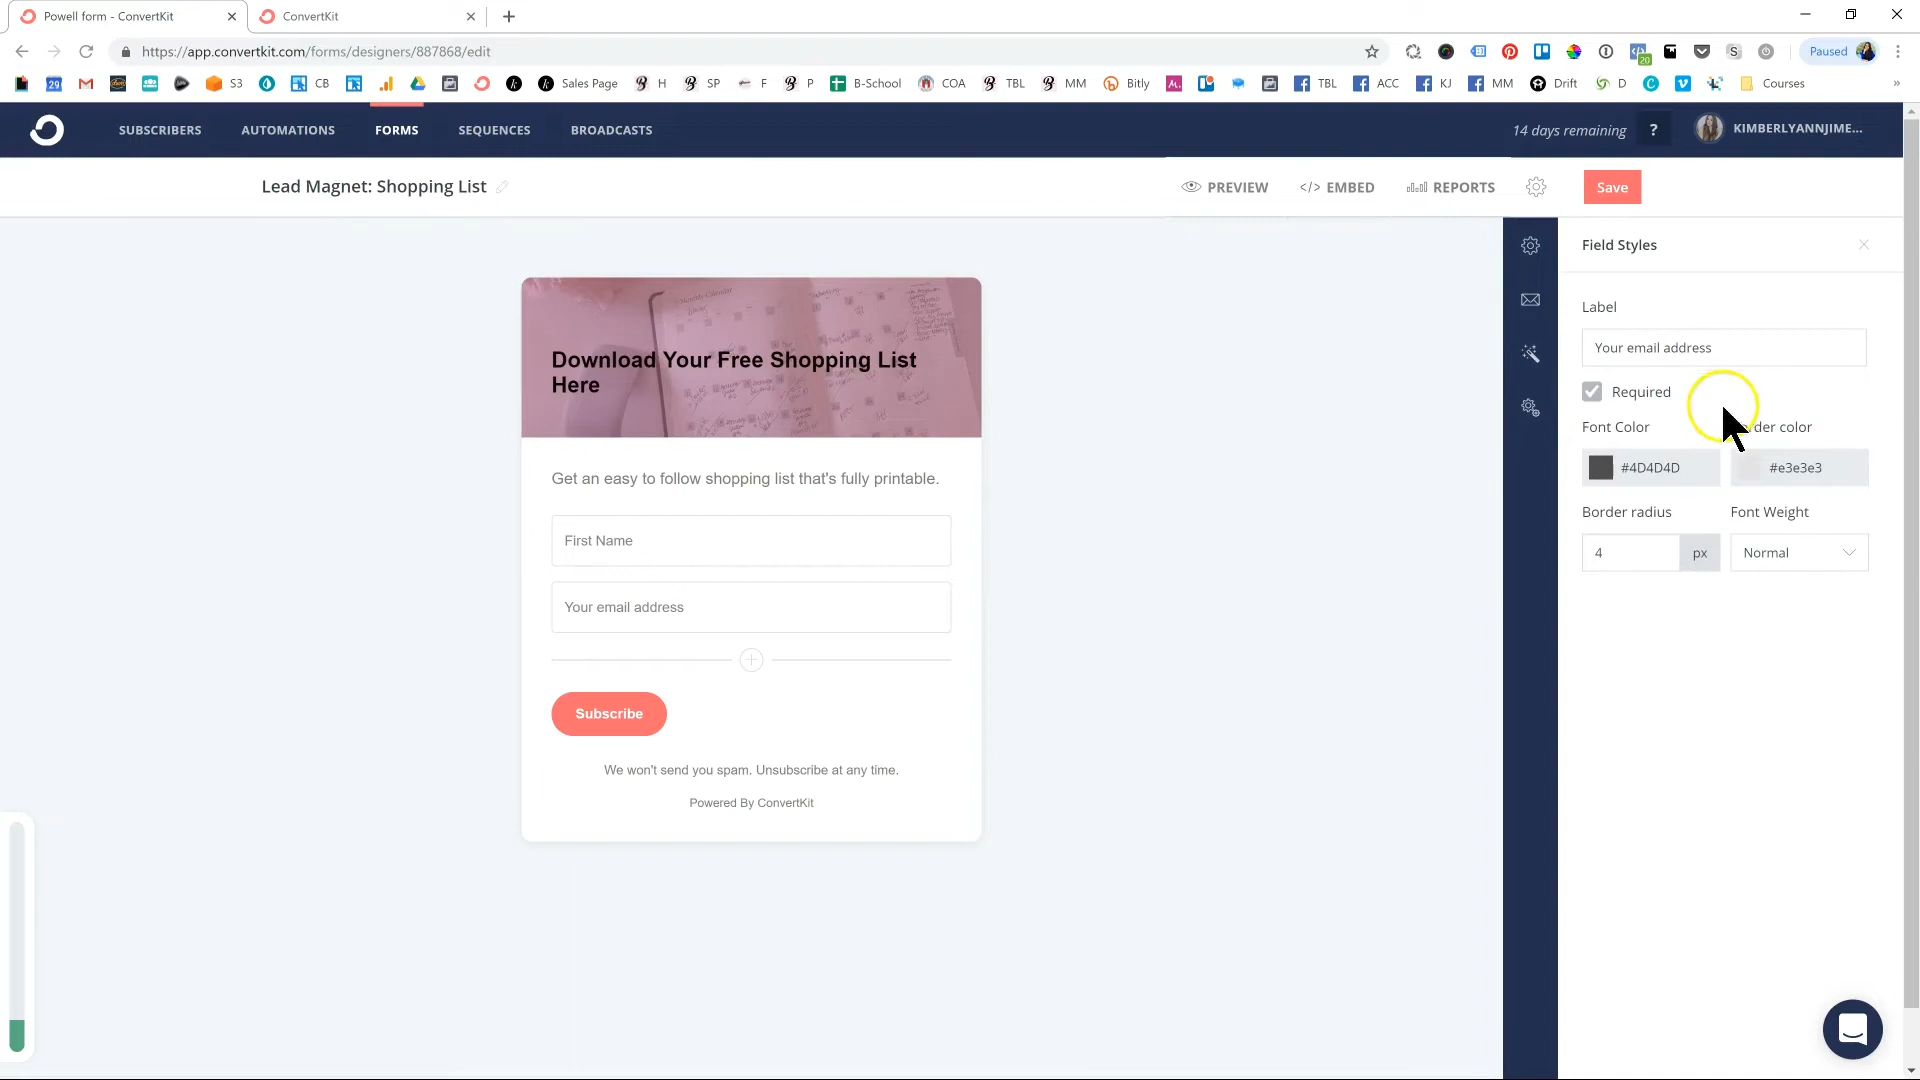 Powell form - ConvertKit
ConvertKit
https://app.convertkit.com/forms/designers/887868/edit
Paused
29
S3
CB
Sales Page
H
SP
F
P
B-School
COA
TBL
MM
Bitly
TBL
ACC
KJ
MM
Drift
D
Courses
»
SUBSCRIBERS
AUTOMATIONS
FORMS
SEQUENCES
BROADCASTS
14 days remaining
?
KIMBERLYANNJIME...
Lead Magnet: Shopping List
PREVIEW
</> EMBED
REPORTS
Save
Field Styles
Label
Your email address
Required
Font Color
der color
#4D4D4D
#e3e3e3
Border radius
Font Weight
4
px
Normal
Download Your Free Shopping List
Here
Get an easy to follow shopping list that's fully printable.
First Name
Your email address
Subscribe
We won't send you spam. Unsubscribe at any time.
Powered By ConvertKit